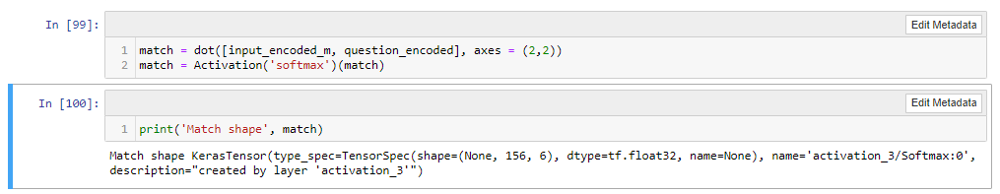 In [99]:
Edit Metadata
1 match = dot([input_encoded_m, question_encoded], axes = (2,2))
2 match = Activation('softmax')(match)
In [100]:
Edit Metadata
1 print('Match shape', match)
Match shape KerasTensor(type_spec=TensorSpec(shape=(None, 156, 6), dtype=tf.float32, name=None), name='activation_3/Softmax:0',
description="created by layer 'activation_3'")